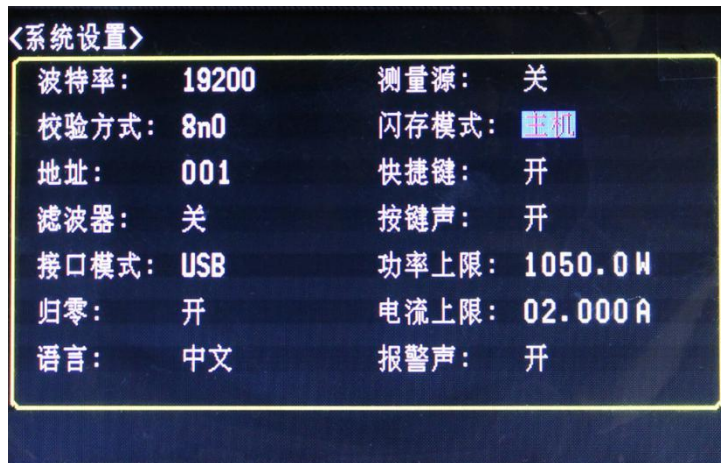 <系统设置>
波特率： 19200 测量源： 关
校验方式： 8n0 闪存模式： 主机
地址： 001 快捷键： 开
滤波器： 关 按键声： 开
接口模式： USB 功率上限： 1050.0W
归零： 开 电流上限： 02.000A
语言： 中文 报警声： 开